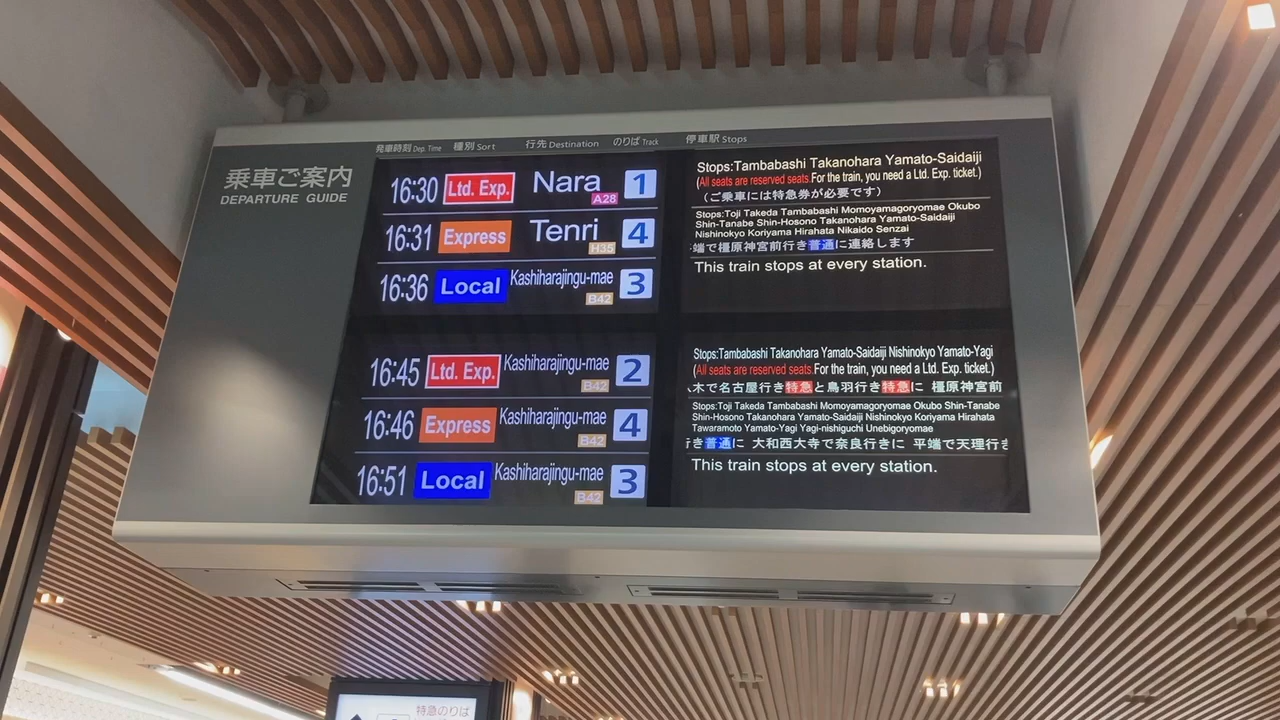 発車時刻 Dep. Time 種別 Sort 行先 Destination のりば Track 停車駅 Stops
乗車ご案内
DEPARTURE GUIDE
16:30 Ltd. Exp. Nara A28 1
Stops:Tambabashi Takanohara Yamato-Saidaiji
(All seats are reserved seats.For the train, you need a Ltd. Exp. ticket.)
(ご乗車には特急券が必要です)
16:31 Express Tenri H35 4
Stops:Toji Takeda Tambabashi Momoyamagoryomae Okubo
Shin-Tanabe Shin-Hosono Takanohara Yamato-Saidaiji
Nishinokyo Koriyama Hirahata Nikaido Senzai
端で橿原神宮前行き普通に連絡します
16:36 Local Kashiharajingu-mae B42 3
This train stops at every station.
16:45 Ltd. Exp. Kashiharajingu-mae B42 2
Stops:Tambabashi Takanohara Yamato-Saidaiji Nishinokyo Yamato-Yagi
(All seats are reserved seats.For the train, you need a Ltd. Exp. ticket.)
木で名古屋行き特急と鳥羽行き特急に 橿原神宮前
16:46 Express Kashiharajingu-mae B42 4
Stops:Toji Takeda Tambabashi Momoyamagoryomae Okubo Shin-Tanabe
Shin-Hosono Takanohara Yamato-Saidaiji Nishinokyo Koriyama Hirahata
Tawaramoto Yamato-Yagi Yagi-nishiguchi Unebigoryomae
き普通に 大和西大寺で奈良行きに 平端で天理行き
16:51 Local Kashiharajingu-mae B42 3
This train stops at every station.
特急のりば